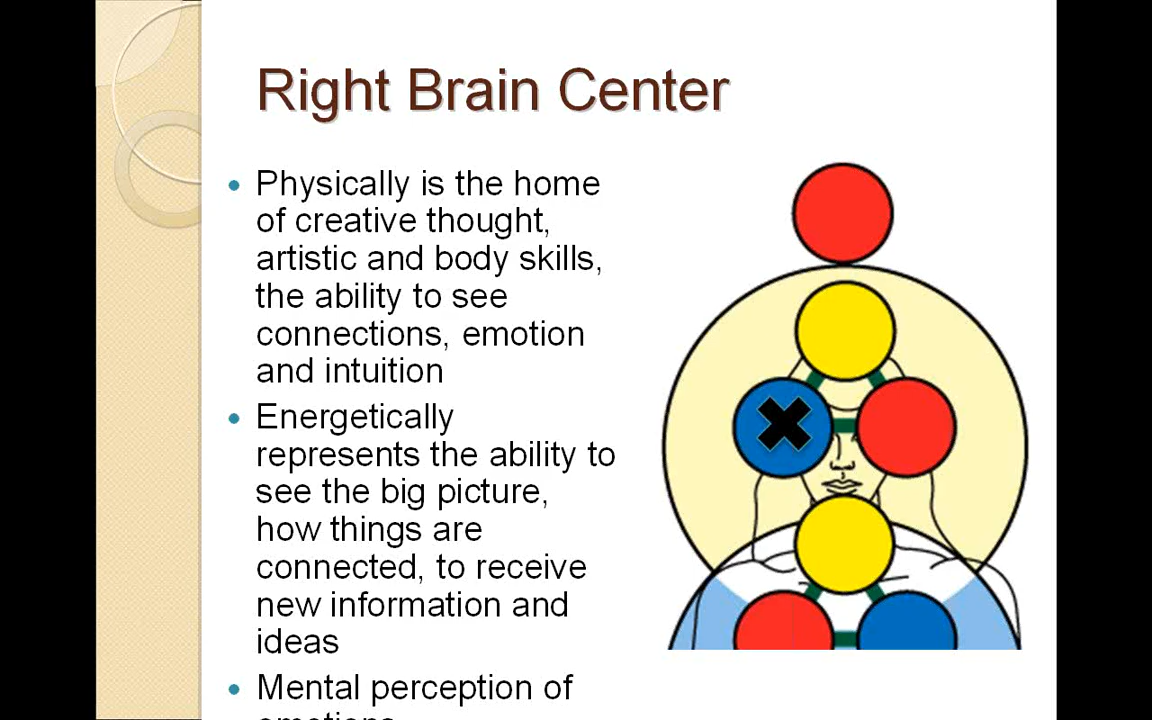 Right Brain Center
• Physically is the home
of creative thought,
artistic and body skills,
the ability to see
connections, emotion
and intuition
• Energetically
represents the ability to
see the big picture,
how things are
connected, to receive
new information and
ideas
• Mental perception of
emotions